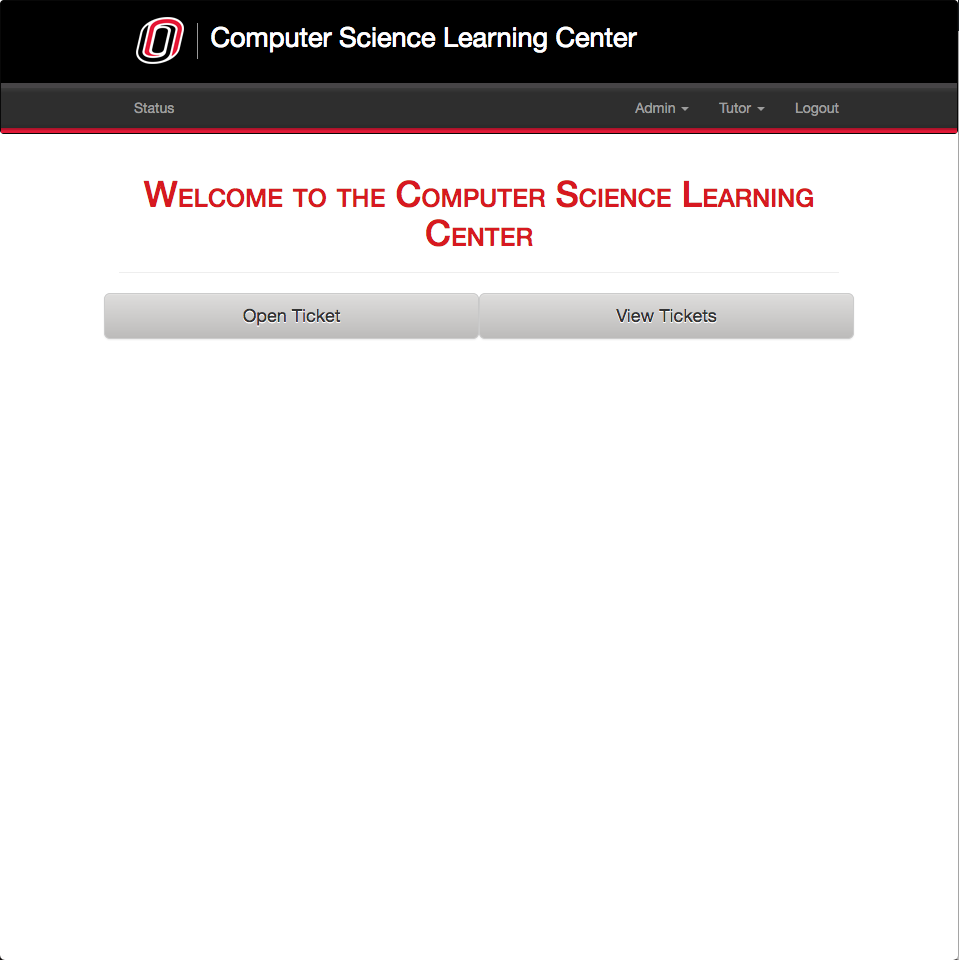 Computer Science Learning Center
Status Admin Tutor Logout
Welcome to the Computer Science Learning
Center
Open Ticket View Tickets